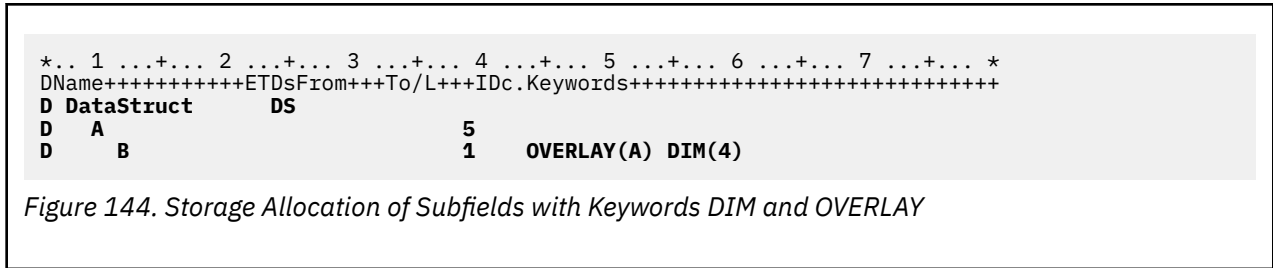 *.. 1 ...+... 2 ...+... 3 ...+... 4 ...+... 5 ...+... 6 ...+... 7 ...+... *
DName+++++++++++ETDsFrom+++To/L+++IDc.Keywords+++++++++++++++++++++++++++++
D DataStruct      DS
D   A                            5
D     B                          1    OVERLAY(A) DIM(4)
Figure 144. Storage Allocation of Subfields with Keywords DIM and OVERLAY